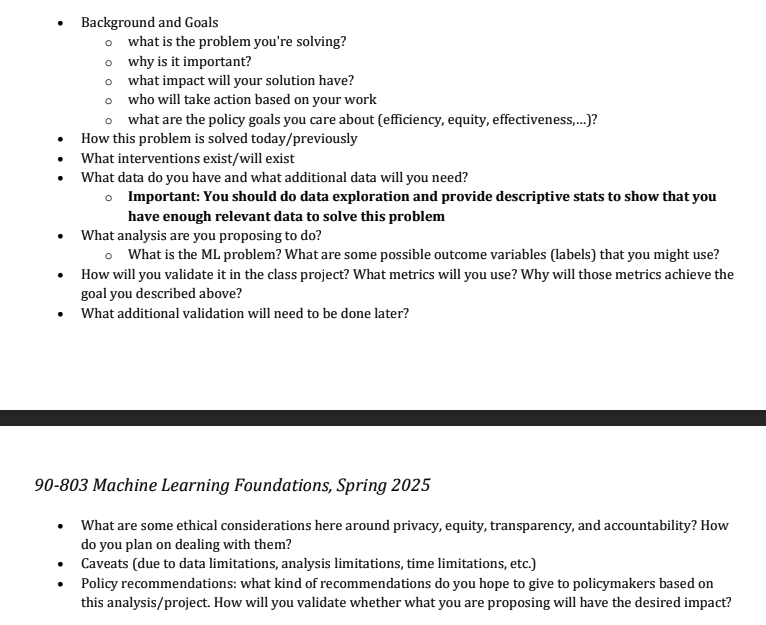 • Background and Goals
o what is the problem you're solving?
o why is it important?
o what impact will your solution have?
o who will take action based on your work
o what are the policy goals you care about (efficiency, equity, effectiveness,...)?
• How this problem is solved today/previously
• What interventions exist/will exist
• What data do you have and what additional data will you need?
o Important: You should do data exploration and provide descriptive stats to show that you
have enough relevant data to solve this problem
• What analysis are you proposing to do?
o What is the ML problem? What are some possible outcome variables (labels) that you might use?
• How will you validate it in the class project? What metrics will you use? Why will those metrics achieve the
goal you described above?
• What additional validation will need to be done later?
90-803 Machine Learning Foundations, Spring 2025
• What are some ethical considerations here around privacy, equity, transparency, and accountability? How
do you plan on dealing with them?
• Caveats (due to data limitations, analysis limitations, time limitations, etc.)
• Policy recommendations: what kind of recommendations do you hope to give to policymakers based on
this analysis/project. How will you validate whether what you are proposing will have the desired impact?